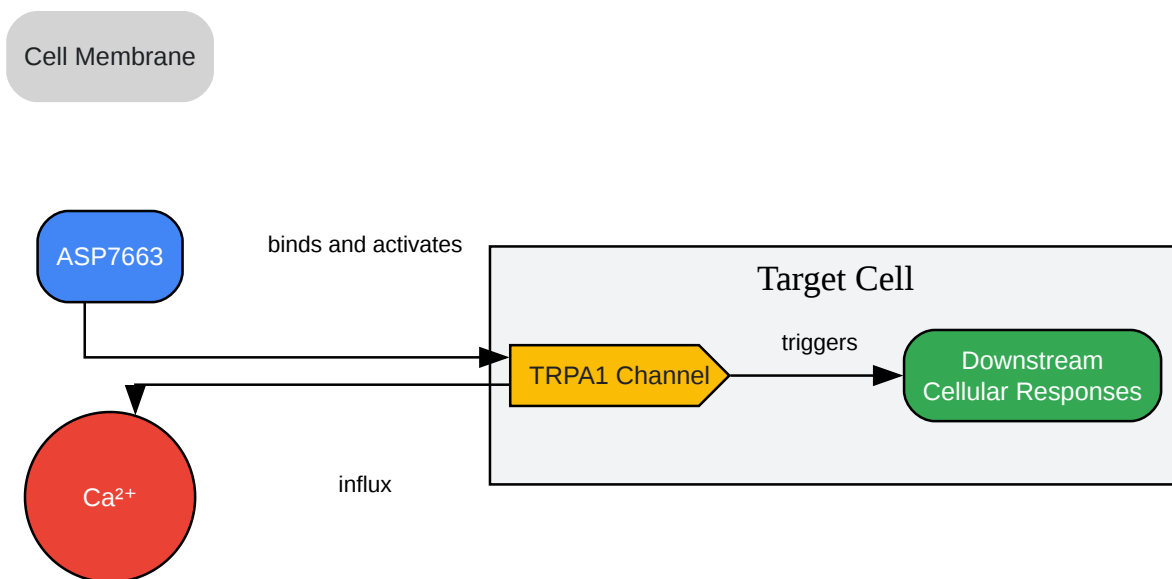 Cell Membrane
ASP7663
binds and activates
Target Cell
triggers
TRPA1 Channel
Downstream
Cellular Responses
influx
Ca²⁺